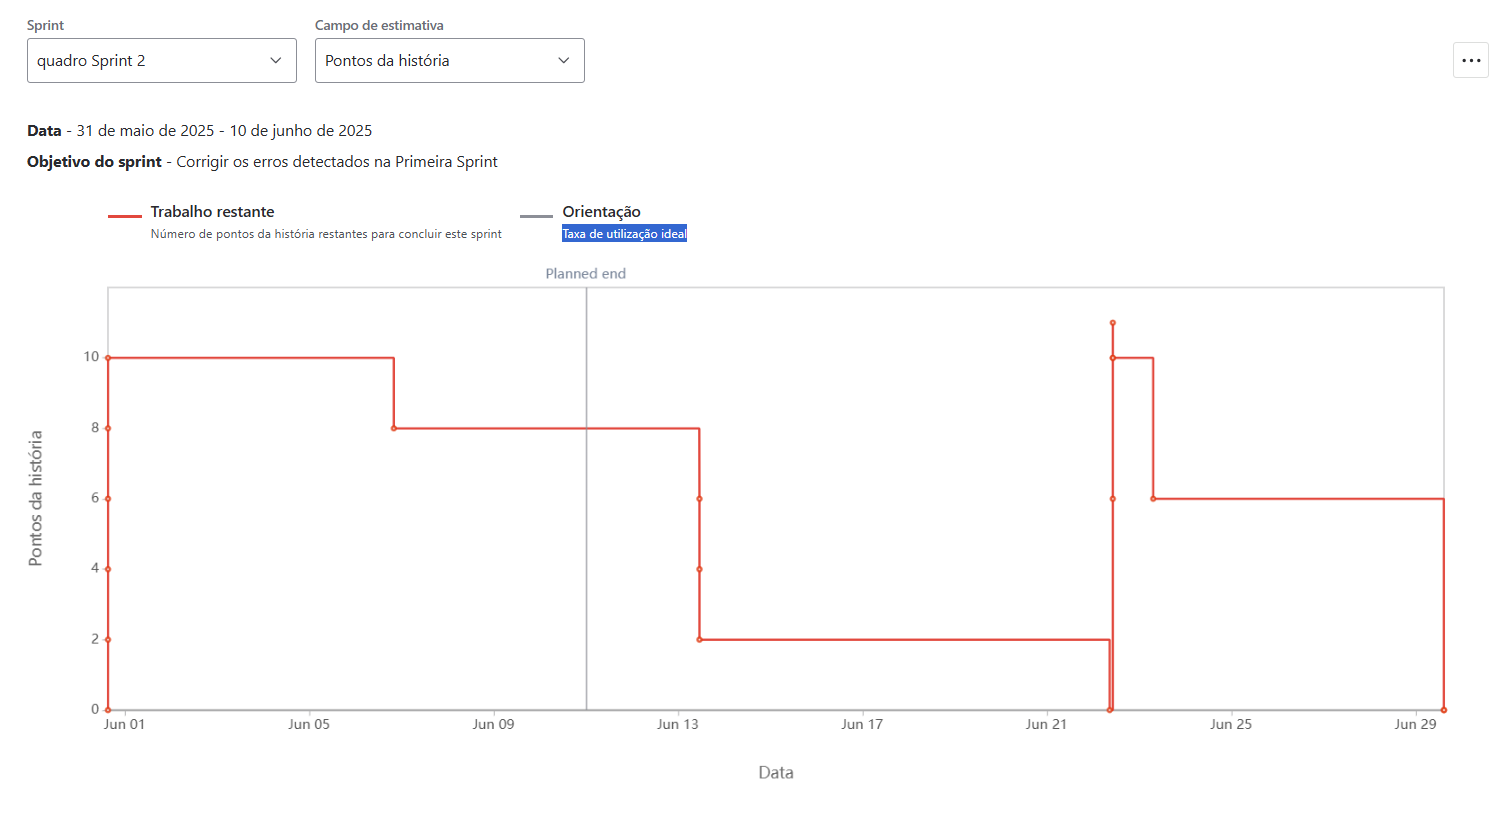 Sprint
Campo de estimativa
quadro Sprint 2
Pontos da história
Data - 31 de maio de 2025 - 10 de junho de 2025
Objetivo do sprint - Corrigir os erros detectados na Primeira Sprint
Trabalho restante
Número de pontos da história restantes para concluir este sprint
Orientação
Taxa de utilização ideal
Planned end
Pontos da história
10
8
6
4
2
0
Jun 01
Jun 05
Jun 09
Jun 13
Jun 17
Jun 21
Jun 25
Jun 29
Data